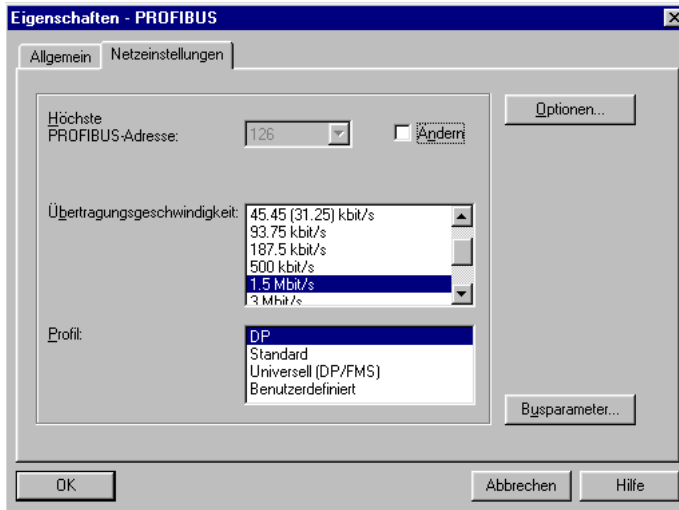 Eigenschaften - PROFIBUS
Allgemein
Netzeinstellungen
Höchste
PROFIBUS-Adresse:
126
Ändern
Optionen...
Übertragungsgeschwindigkeit:
45.45 (31.25) kbit/s
93.75 kbit/s
187.5 kbit/s
500 kbit/s
1.5 Mbit/s
3 Mbit/s
Profil:
DP
Standard
Universell (DP/FMS)
Benutzerdefiniert
Busparameter...
OK
Abbrechen
Hilfe